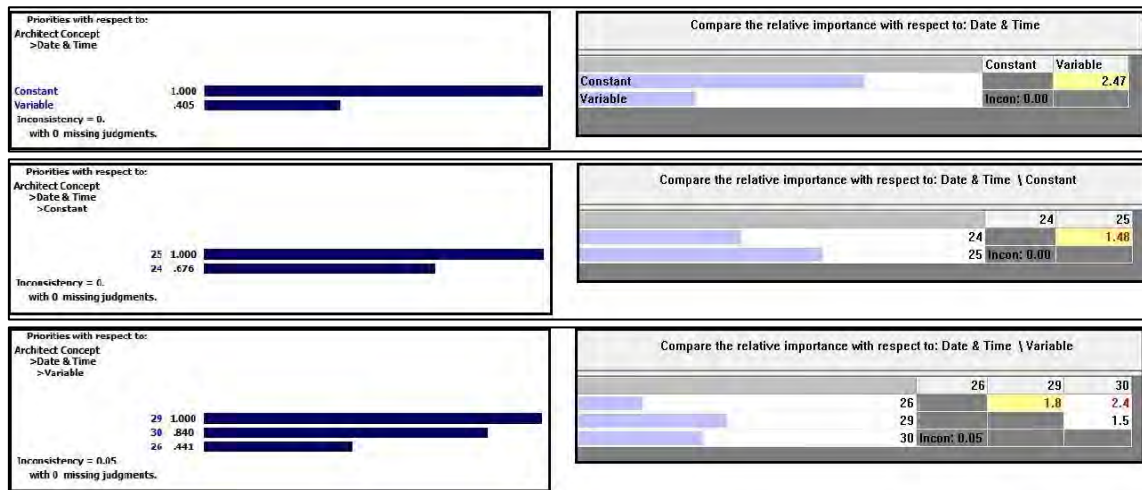 Priorities with respect to:
Architect Concept
>Date & Time
Constant 1.000
Variable .405
Inconsistency = 0.
with 0 missing judgments.
Compare the relative importance with respect to: Date & Time
Constant Variable
Constant 2.47
Variable Incon: 0.00
Priorities with respect to:
Architect Concept
>Date & Time
>Constant
25 1.000
24 .676
Inconsistency = 0.
with 0 missing judgments.
Compare the relative importance with respect to: Date & Time \ Constant
24 25
24 1.48
25 Incon: 0.00
Priorities with respect to:
Architect Concept
>Date & Time
>Variable
29 1.000
30 .840
26 .441
Inconsistency = 0.05
with 0 missing judgments.
Compare the relative importance with respect to: Date & Time \ Variable
26 29 30
26 1.8 2.4
29 1.5
30 Incon: 0.05